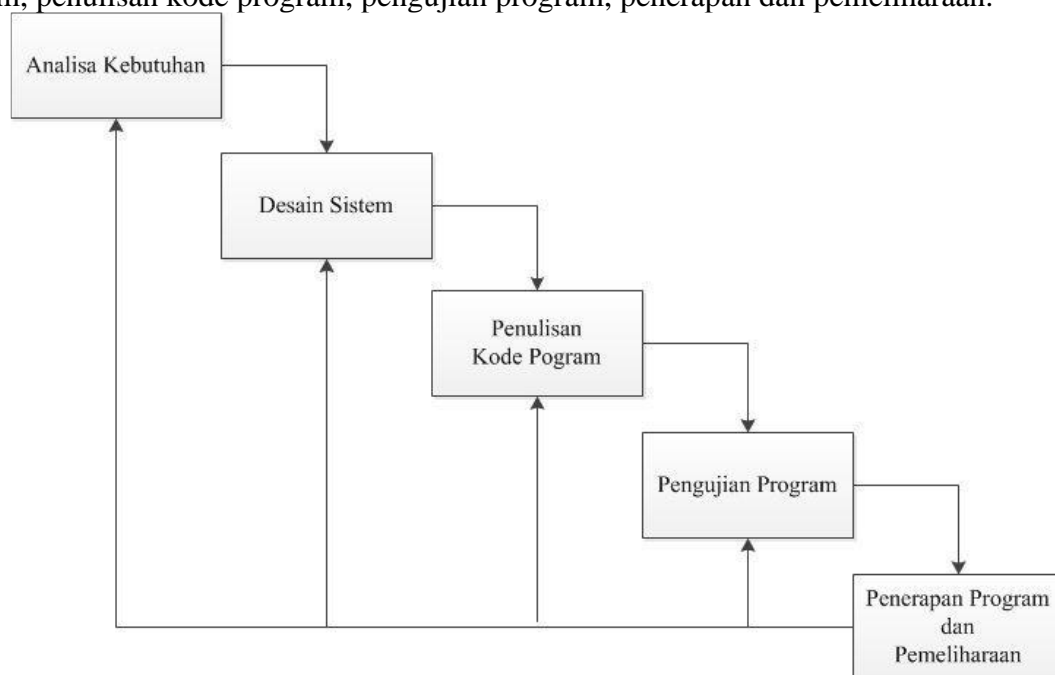 penulisan kode program, pengujian program, penerapan dan pemeliharaan.
Analisa Kebutuhan
Desain Sistem
Penulisan
Kode Pogram
Pengujian Program
Penerapan Program
dan
Pemeliharaan